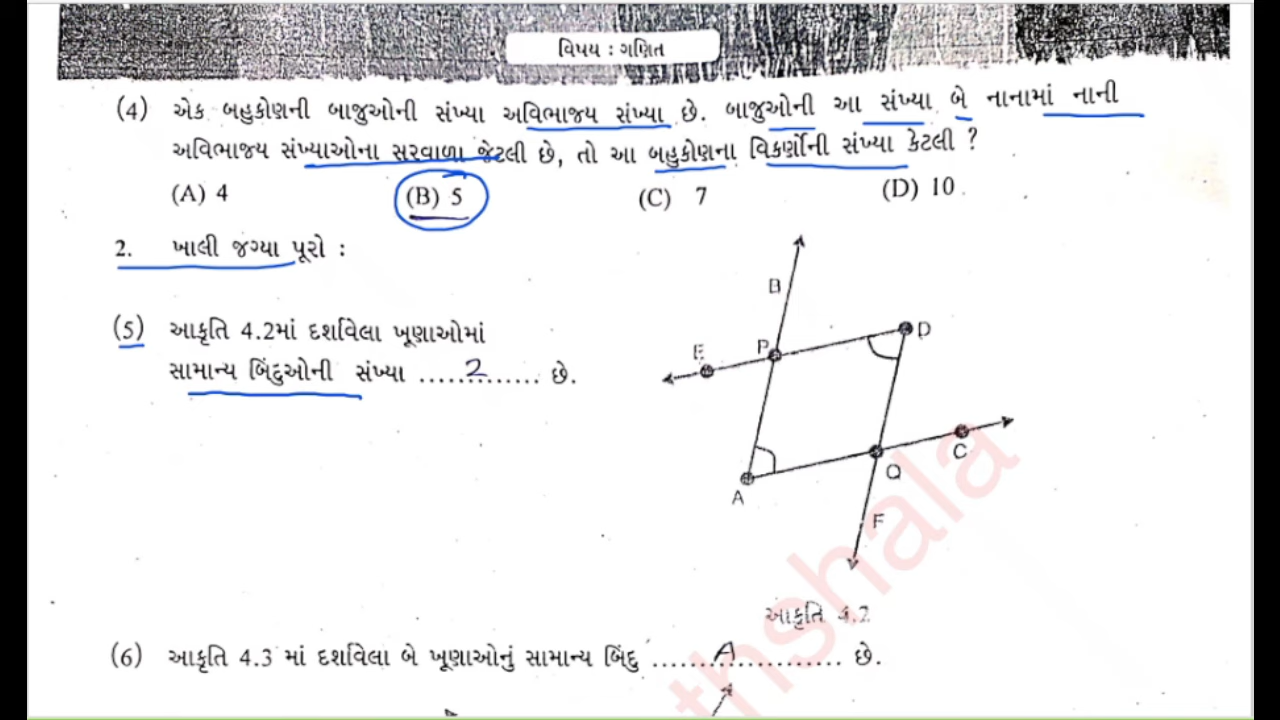 વિષય : ગણિત
(4) એક બહુકોણની બાજુઓની સંખ્યા અવિભાજ્ય સંખ્યા છે. બાજુઓની આ સંખ્યા બે નાનામાં નાની
અવિભાજ્ય સંખ્યાઓના સરવાળા જેટલી છે, તો આ બહુકોણના વિકર્ણોની સંખ્યા કેટલી ?
(A) 4 (B) 5 (C) 7 (D) 10
2. ખાલી જગ્યા પૂરો :
(5) આકૃતિ 4.2માં દર્શાવેલા ખૂણાઓમાં
સામાન્ય બિંદુઓની સંખ્યા .......2....... છે.
B
E P D
C
A Q
F
આકૃતિ 4.2
(6) આકૃતિ 4.3 માં દર્શાવેલા બે ખૂણાઓનું સામાન્ય બિંદુ .......A............. છે.
thshala